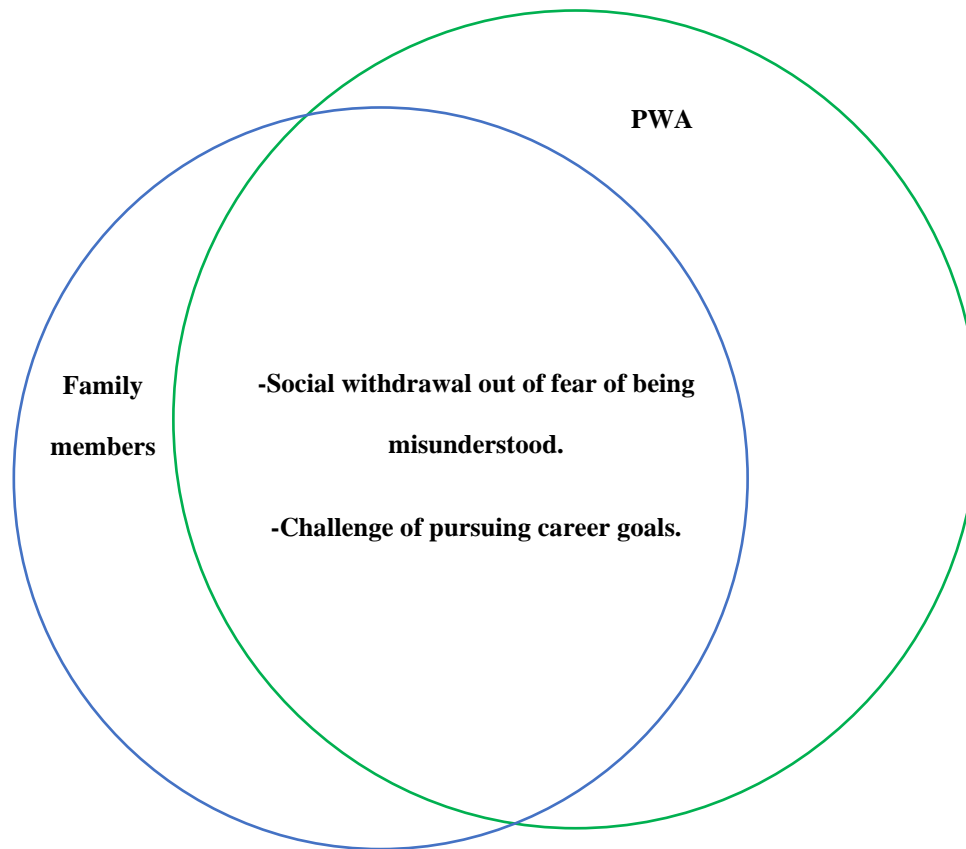 PWA
Family
members
-Social withdrawal out of fear of being
misunderstood.
-Challenge of pursuing career goals.